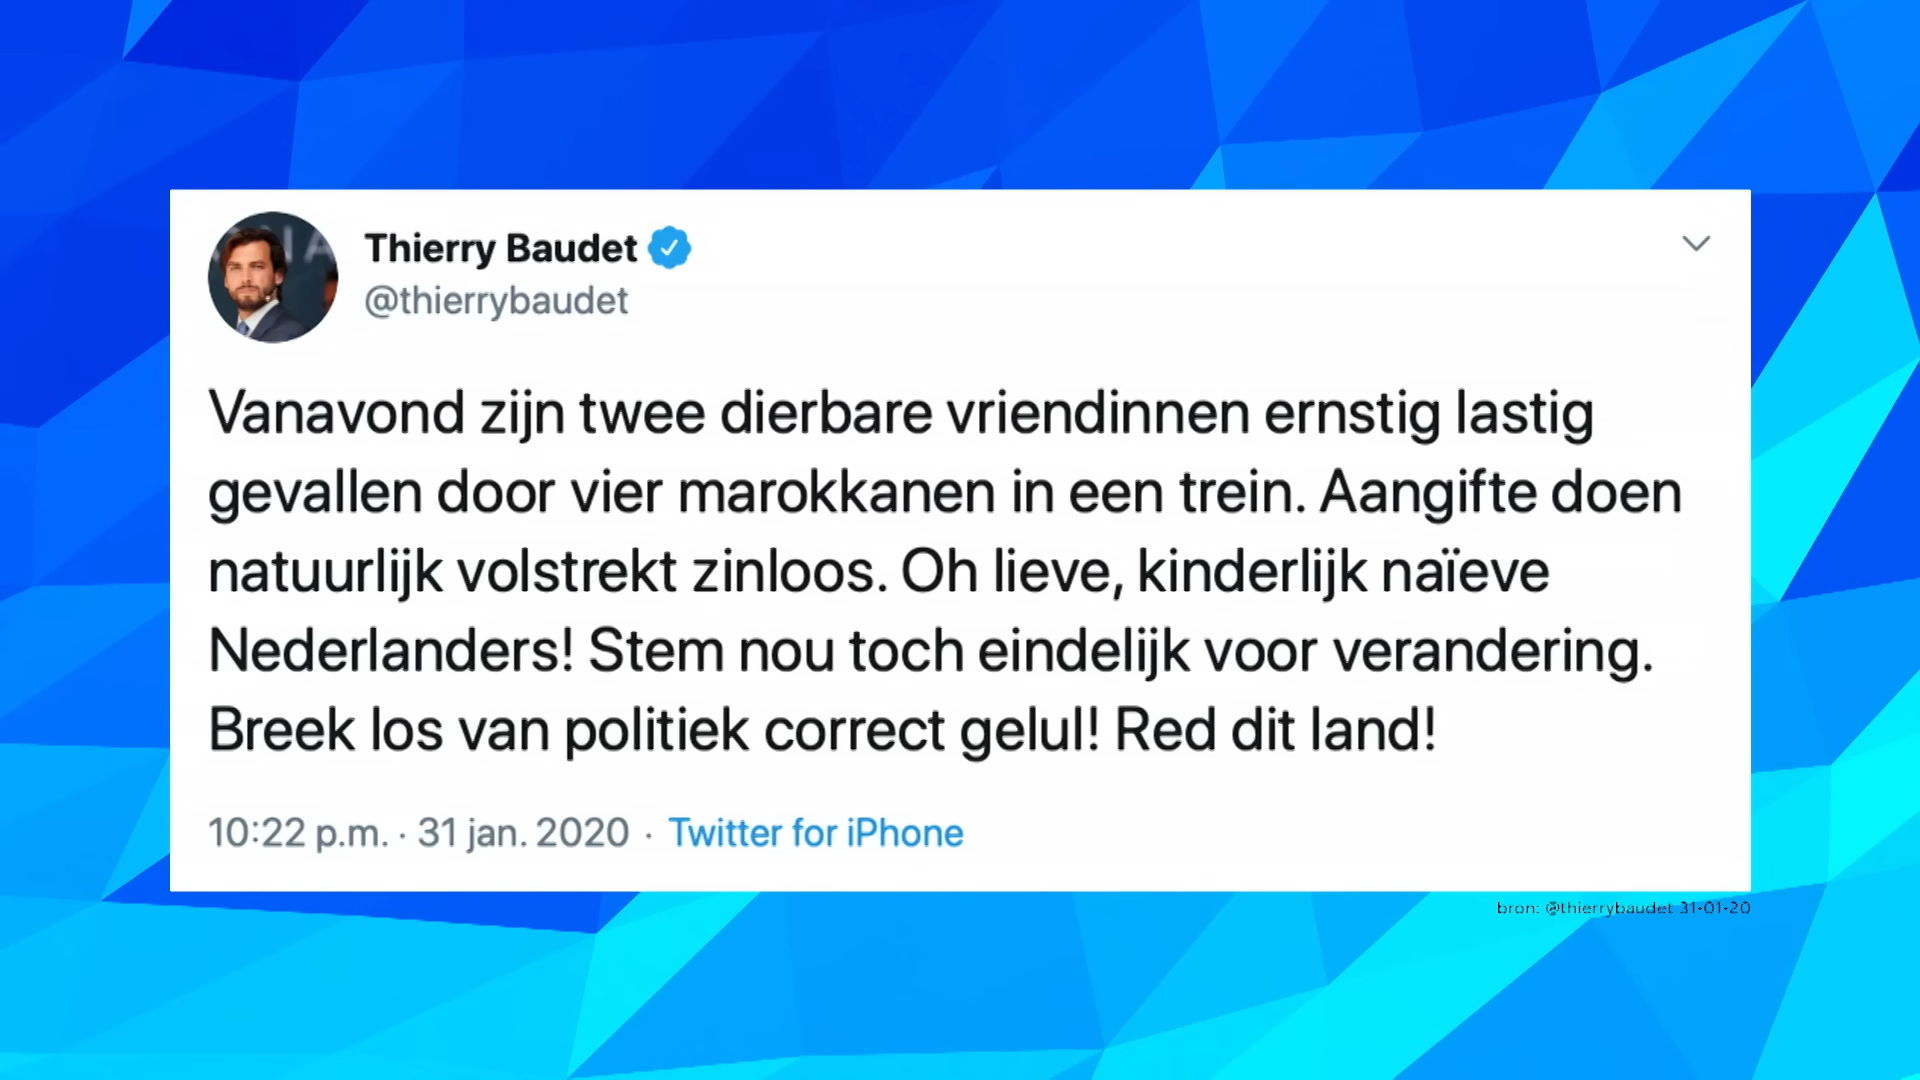 Thierry Baudet
@thierrybaudet
Vanavond zijn twee dierbare vriendinnen ernstig lastig
gevallen door vier marokkanen in een trein. Aangifte doen
natuurlijk volstrekt zinloos. Oh lieve, kinderlijk naïeve
Nederlanders! Stem nou toch eindelijk voor verandering.
Breek los van politiek correct gelul! Red dit land!
10:22 p.m. · 31 jan. 2020 · Twitter for iPhone
bron: @thierrybaudet 31-01-20